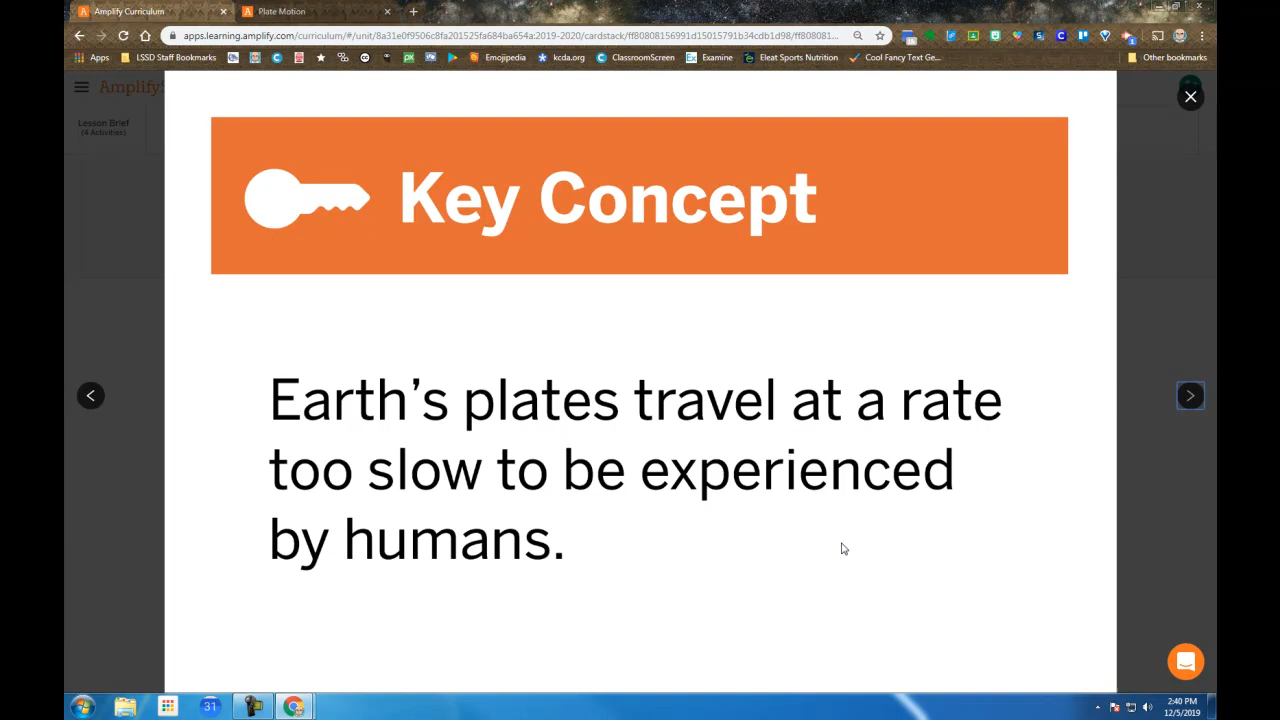 Amplify Curriculum
Plate Motion
apps.learning.amplify.com/curriculum/#/unit/8a31e0f9506c8fa201525fa684ba654a:2019-2020/cardstack/ff80808156991d15015791b34cdb1d98/ff808081...
Apps LSSD Staff Bookmarks Emojipedia kcda.org ClassroomScreen Ex Examine Eleat Sports Nutrition Cool Fancy Text Ge... Other bookmarks
Lesson Brief
(4 Activities)
Key Concept
Earth's plates travel at a rate
too slow to be experienced
by humans.
31
2:40 PM
12/5/2019